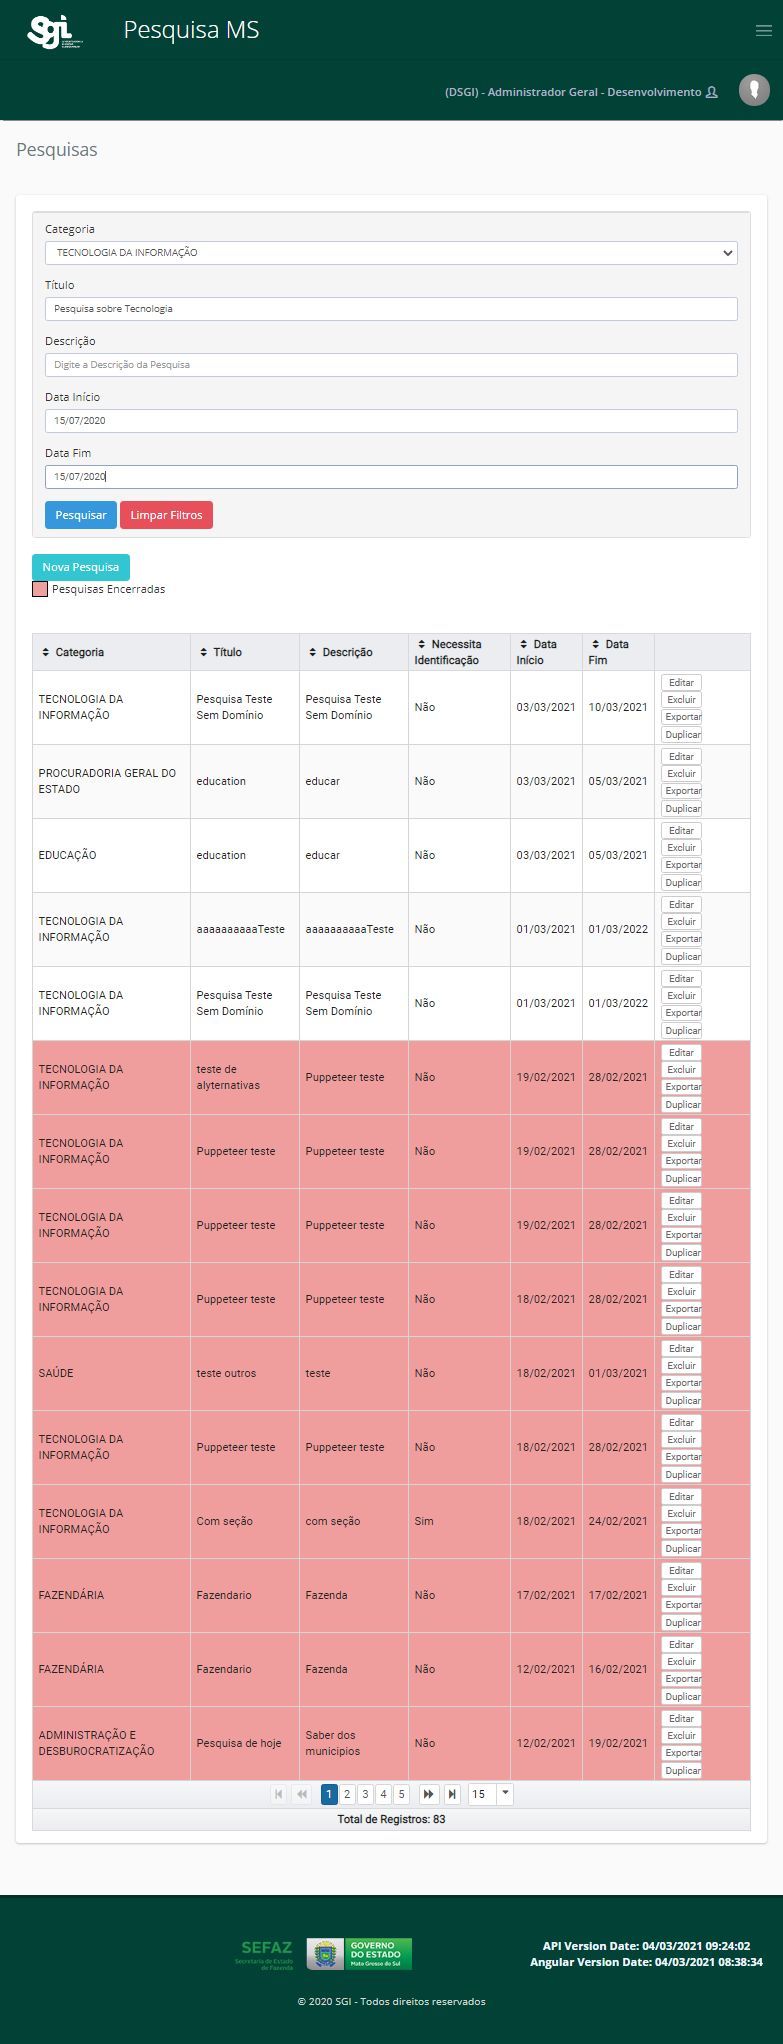 Sgi Pesquisa MS
(DSGI) - Administrador Geral - Desenvolvimento
Pesquisas
Categoria
TECNOLOGIA DA INFORMAÇÃO
Título
Pesquisa sobre Tecnologia
Descrição
Digite a Descrição da Pesquisa
Data Início
15/07/2020
Data Fim
15/07/2020
Pesquisar Limpar Filtros
Nova Pesquisa
Pesquisas Encerradas
Categoria Título Descrição Necessita Identificação Data Início Data Fim
TECNOLOGIA DA INFORMAÇÃO Pesquisa Teste Sem Domínio Pesquisa Teste Sem Domínio Não 03/03/2021 10/03/2021 Editar Excluir Exportar Duplicar
PROCURADORIA GERAL DO ESTADO education educar Não 03/03/2021 05/03/2021 Editar Excluir Exportar Duplicar
EDUCAÇÃO education educar Não 03/03/2021 05/03/2021 Editar Excluir Exportar Duplicar
TECNOLOGIA DA INFORMAÇÃO aaaaaaaaaaTeste aaaaaaaaaaTeste Não 01/03/2021 01/03/2022 Editar Excluir Exportar Duplicar
TECNOLOGIA DA INFORMAÇÃO Pesquisa Teste Sem Domínio Pesquisa Teste Sem Domínio Não 01/03/2021 01/03/2022 Editar Excluir Exportar Duplicar
TECNOLOGIA DA INFORMAÇÃO teste de alyternativas Puppeteer teste Não 19/02/2021 28/02/2021 Editar Excluir Exportar Duplicar
TECNOLOGIA DA INFORMAÇÃO Puppeteer teste Puppeteer teste Não 19/02/2021 28/02/2021 Editar Excluir Exportar Duplicar
TECNOLOGIA DA INFORMAÇÃO Puppeteer teste Puppeteer teste Não 19/02/2021 28/02/2021 Editar Excluir Exportar Duplicar
TECNOLOGIA DA INFORMAÇÃO Puppeteer teste Puppeteer teste Não 18/02/2021 28/02/2021 Editar Excluir Exportar Duplicar
SAÚDE teste outros teste Não 18/02/2021 01/03/2021 Editar Excluir Exportar Duplicar
TECNOLOGIA DA INFORMAÇÃO Puppeteer teste Puppeteer teste Não 18/02/2021 28/02/2021 Editar Excluir Exportar Duplicar
TECNOLOGIA DA INFORMAÇÃO Com seção com seção Sim 18/02/2021 24/02/2021 Editar Excluir Exportar Duplicar
FAZENDÁRIA Fazendario Fazenda Não 17/02/2021 17/02/2021 Editar Excluir Exportar Duplicar
FAZENDÁRIA Fazendario Fazenda Não 12/02/2021 16/02/2021 Editar Excluir Exportar Duplicar
ADMINISTRAÇÃO E DESBUROCRATIZAÇÃO Pesquisa de hoje Saber dos municipios Não 12/02/2021 19/02/2021 Editar Excluir Exportar Duplicar
1 2 3 4 5 15
Total de Registros: 83
SEFAZ
Secretaria de Estado
de Fazenda
GOVERNO
DO ESTADO
Mato Grosso do Sul
API Version Date: 04/03/2021 09:24:02
Angular Version Date: 04/03/2021 08:38:34
© 2020 SGI - Todos direitos reservados